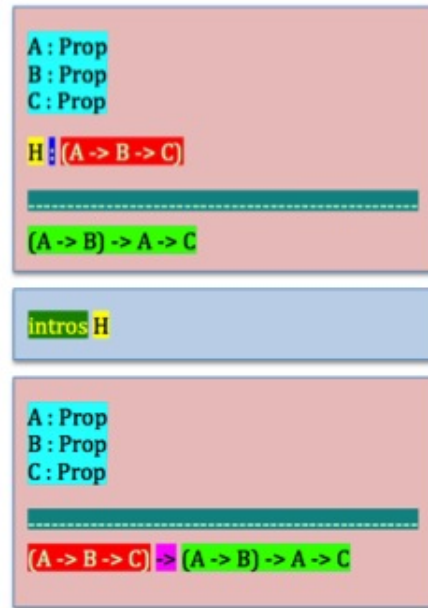 A : Prop
B : Prop
C : Prop
H : (A -> B -> C)
--------------------------------------------------
(A -> B) -> A -> C
intros H
A : Prop
B : Prop
C : Prop
--------------------------------------------------
(A -> B -> C) -> (A -> B) -> A -> C